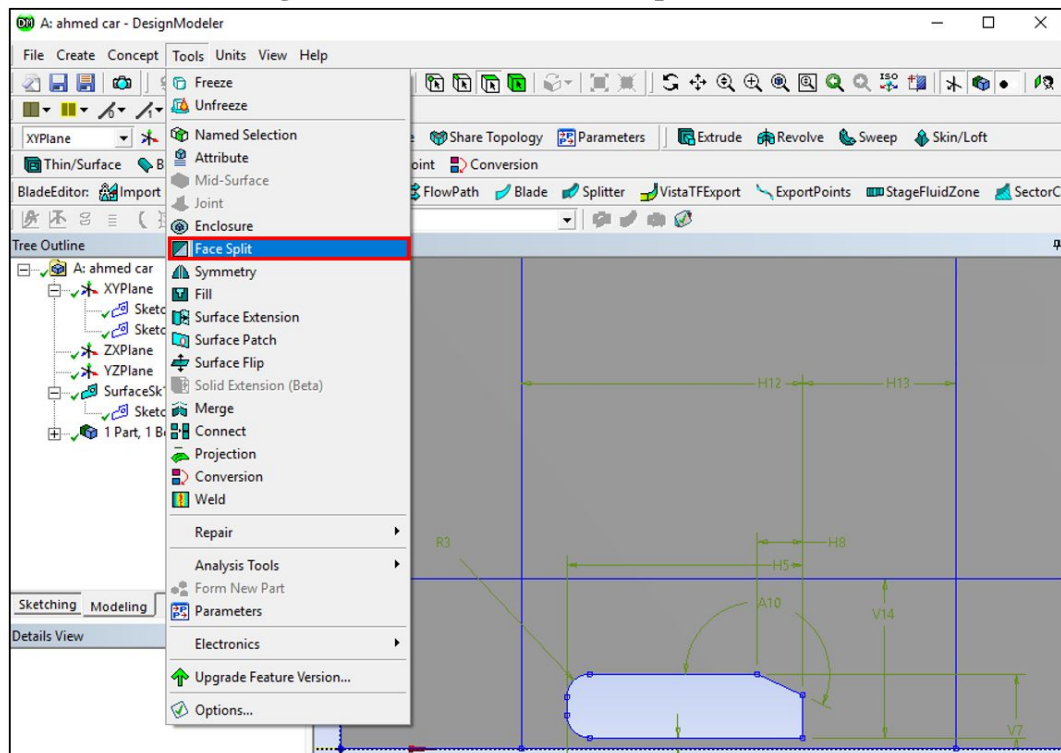 A: ahmed car - DesignModeler
File Create Concept Tools Units View Help
XYPlane
Share Topology Parameters Extrude Revolve Sweep Skin/Loft
Thin/Surface B
oint Conversion
BladeEditor: Import
FlowPath Blade Splitter VistaTFExport ExportPoints StageFluidZone SectorC
Freeze
Unfreeze
Named Selection
Attribute
Mid-Surface
Joint
Enclosure
Face Split
Symmetry
Fill
Surface Extension
Surface Patch
Surface Flip
Solid Extension (Beta)
Merge
Connect
Projection
Conversion
Weld
Repair
Analysis Tools
Form New Part
Parameters
Electronics
Upgrade Feature Version...
Options...
Tree Outline
A: ahmed car
XYPlane
Sketc
Sketc
ZXPlane
YZPlane
SurfaceSk
Sketc
1 Part, 1 B
Sketching Modeling
Details View
H12 H13
R3
H8
H5
A10
V14
V7